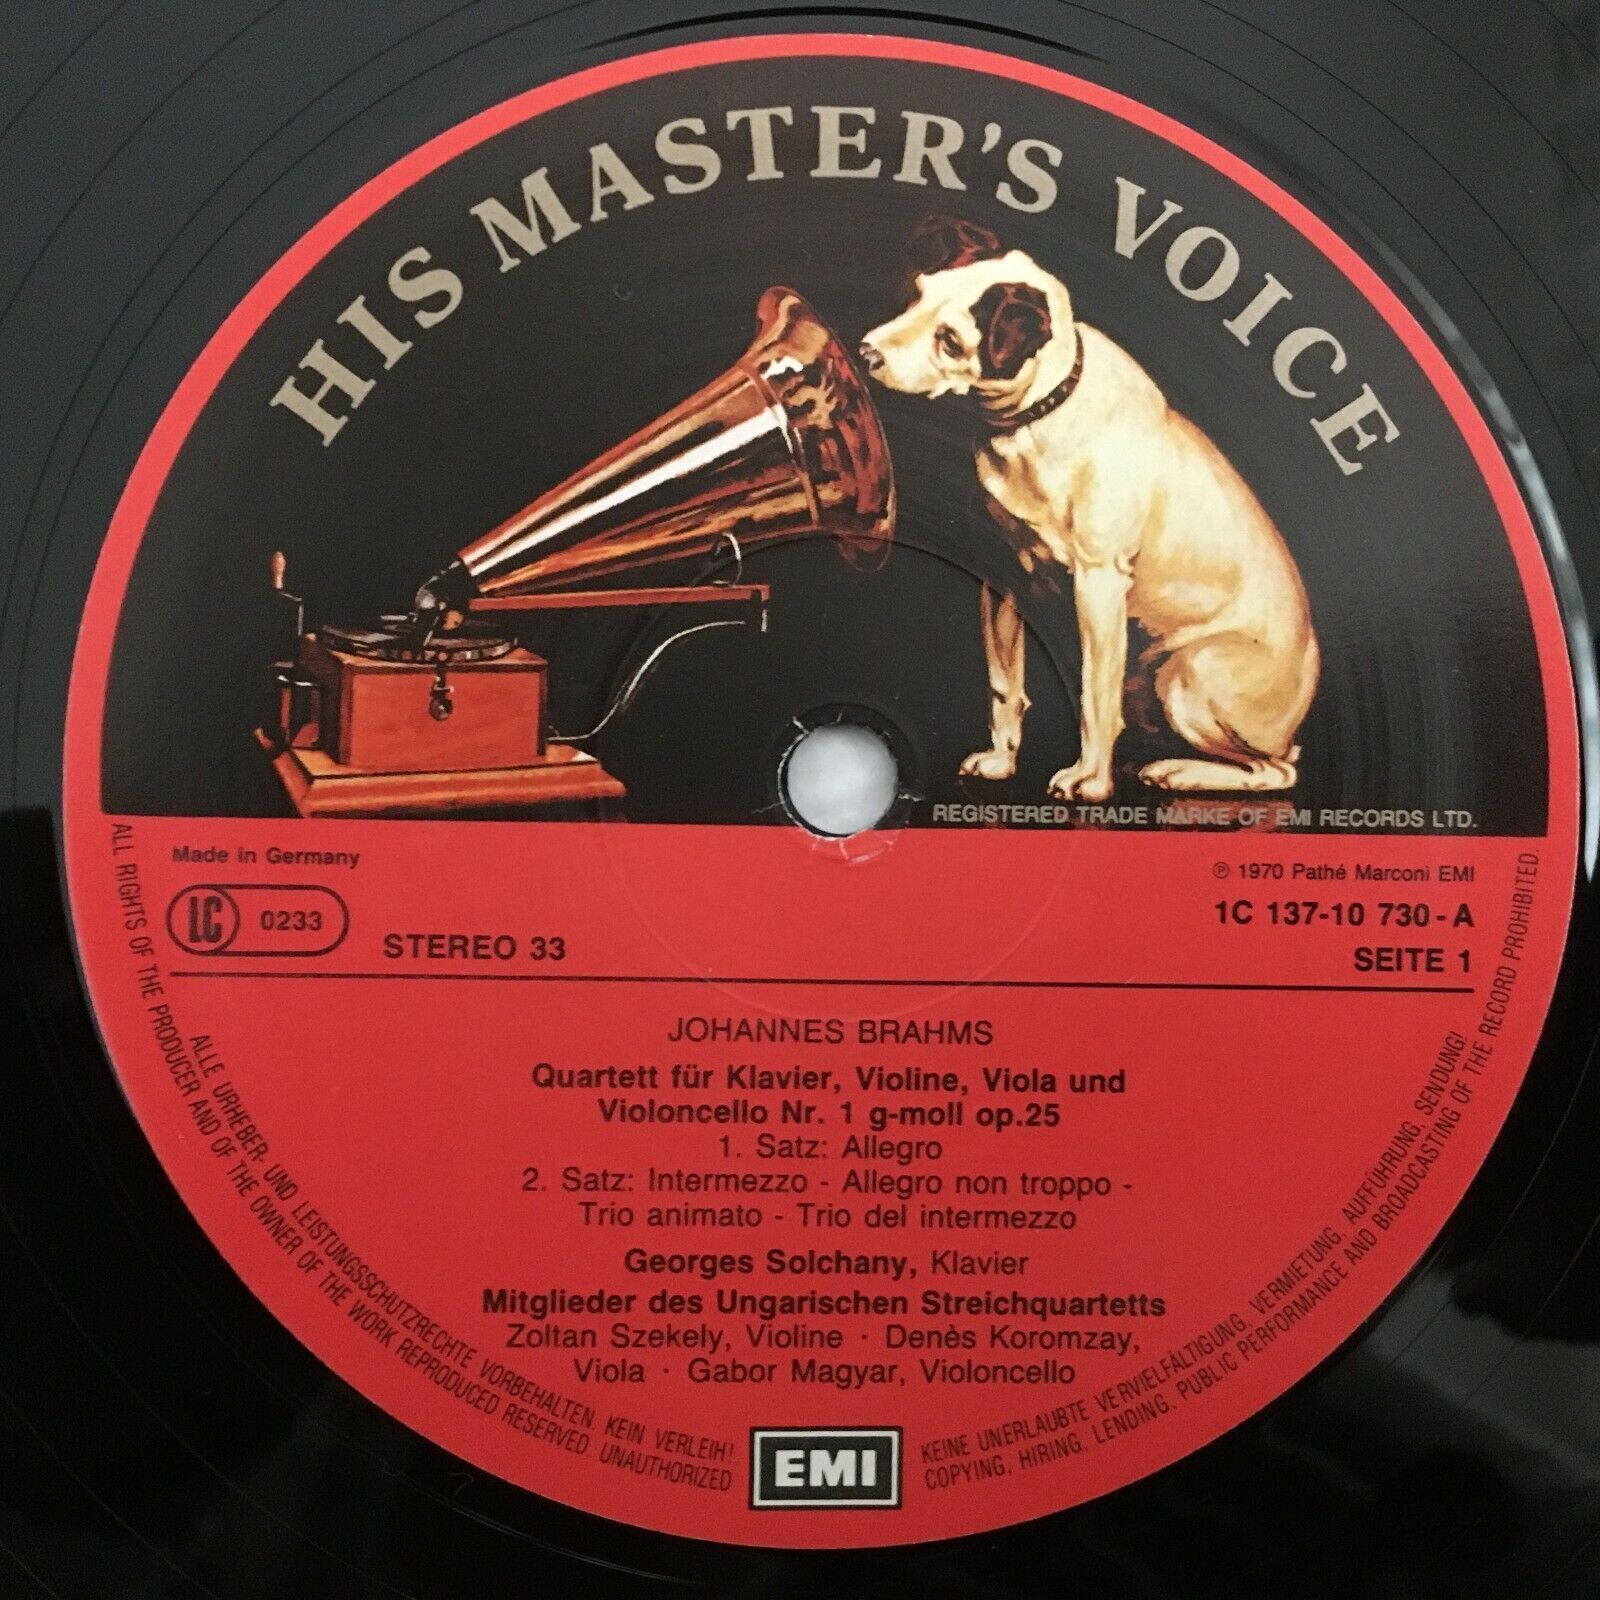 HIS MASTER'S VOICE
REGISTERED TRADE MARKE OF EMI RECORDS LTD.
Made in Germany
℗ 1970 Pathé Marconi EMI
LC 0233
1C 137-10 730 - A
STEREO 33
SEITE 1
JOHANNES BRAHMS
Quartett für Klavier, Violine, Viola und
Violoncello Nr. 1 g-moll op.25
1. Satz: Allegro
2. Satz: Intermezzo - Allegro non troppo -
Trio animato - Trio del intermezzo
Georges Solchany, Klavier
Mitglieder des Ungarischen Streichquartetts
Zoltan Szekely, Violine · Denès Koromzay,
Viola · Gabor Magyar, Violoncello
EMI
ALLE URHEBER- UND LEISTUNGSSCHUTZRECHTE VORBEHALTEN. KEIN VERLEIH! KEINE UNERLAUBTE VERVIELFÄLTIGUNG, VERMIETUNG, AUFFÜHRUNG, SENDUNG!
ALL RIGHTS OF THE PRODUCER AND OF THE OWNER OF THE WORK REPRODUCED RESERVED. UNAUTHORIZED COPYING, HIRING, LENDING, PUBLIC PERFORMANCE AND BROADCASTING OF THE RECORD PROHIBITED.